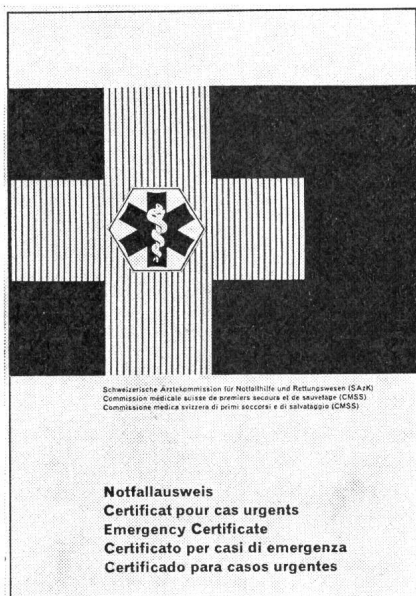 Schweizerische Ärztekommission für Notfallhilfe und Rettungswesen (SAzK)
Commission médicale suisse de premiers secours et de sauvetage (CMSS)
Commissione medica svizzera di primi soccorsi e di salvataggio (CMSS)
Notfallausweis
Certificat pour cas urgents
Emergency Certificate
Certificato per casi di emergenza
Certificado para casos urgentes